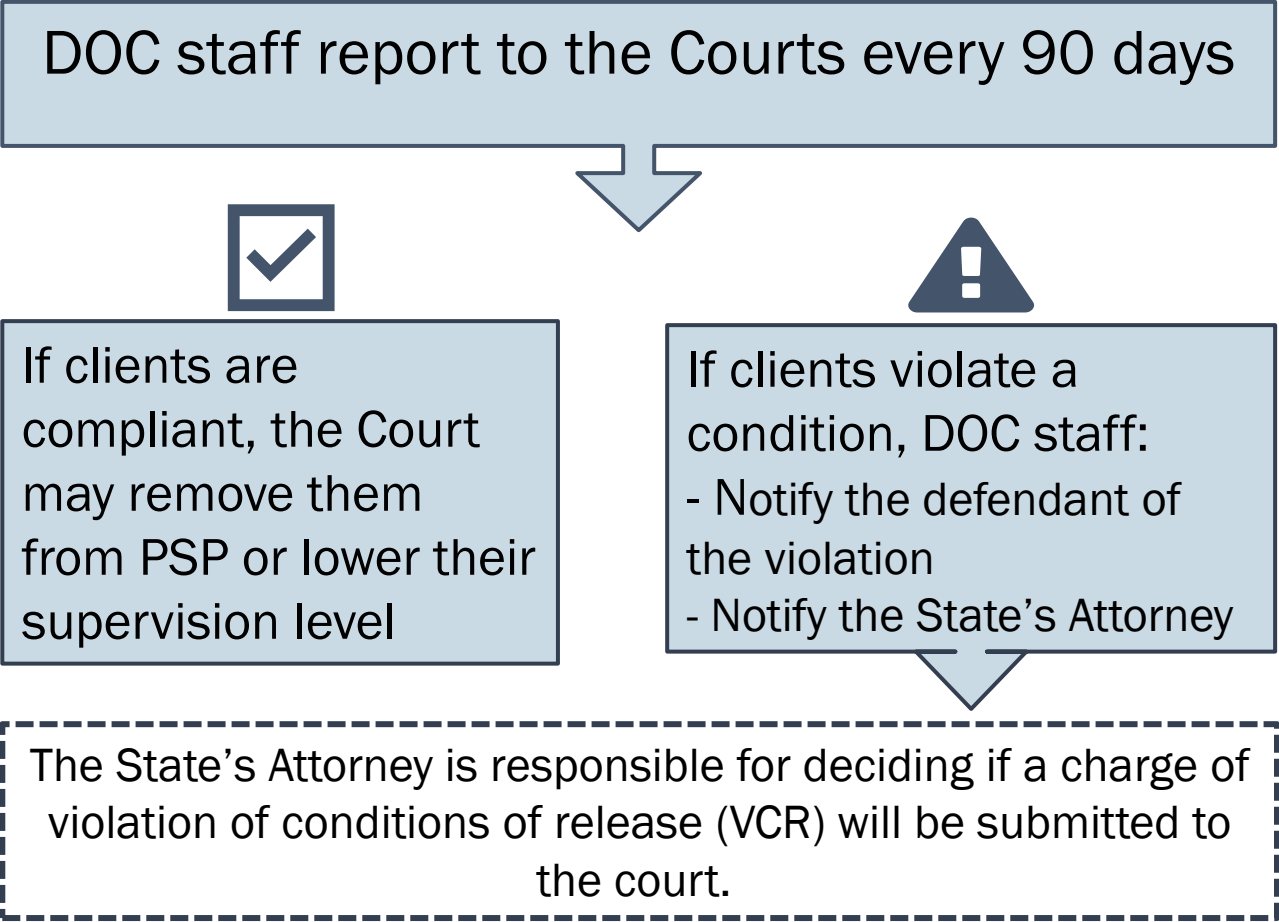 DOC staff report to the Courts every 90 days
If clients are
compliant, the Court
may remove them
from PSP or lower their
supervision level
If clients violate a
condition, DOC staff:
- Notify the defendant of
the violation
- Notify the State’s Attorney
The State’s Attorney is responsible for deciding if a charge of
violation of conditions of release (VCR) will be submitted to
the court.